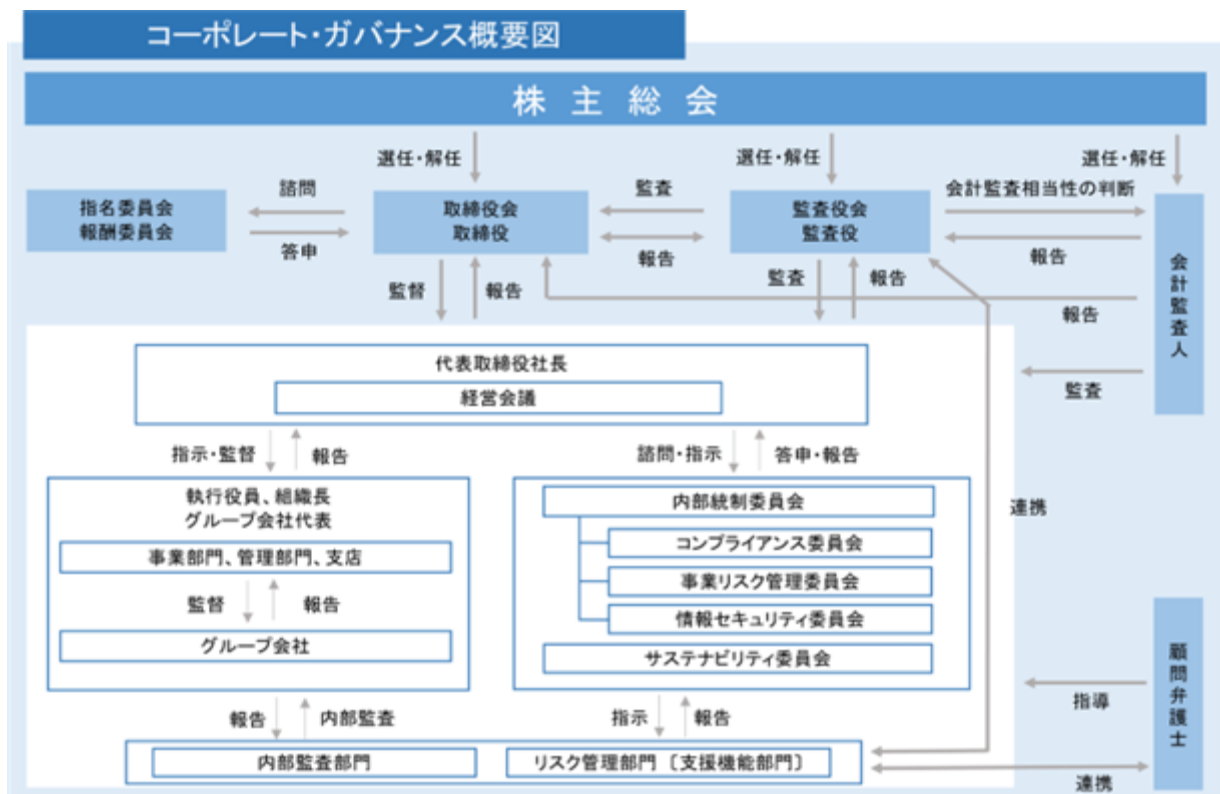 コーポレート・ガバナンス概要図
株主総会
選任・解任
選任・解任
選任・解任
指名委員会
報酬委員会
諮問
答申
取締役会
取締役
監査
報告
監査役会
監査役
会計監査相当性の判断
報告
会計監査人
監督
報告
監査
報告
報告
監査
代表取締役社長
経営会議
指示・監督
報告
諮問・指示
答申・報告
執行役員、組織長
グループ会社代表
事業部門、管理部門、支店
監督
報告
グループ会社
内部統制委員会
コンプライアンス委員会
事業リスク管理委員会
情報セキュリティ委員会
サステナビリティ委員会
連携
報告
内部監査
指示
報告
内部監査部門
リスク管理部門〔支援機能部門〕
指導
顧問弁護士
連携